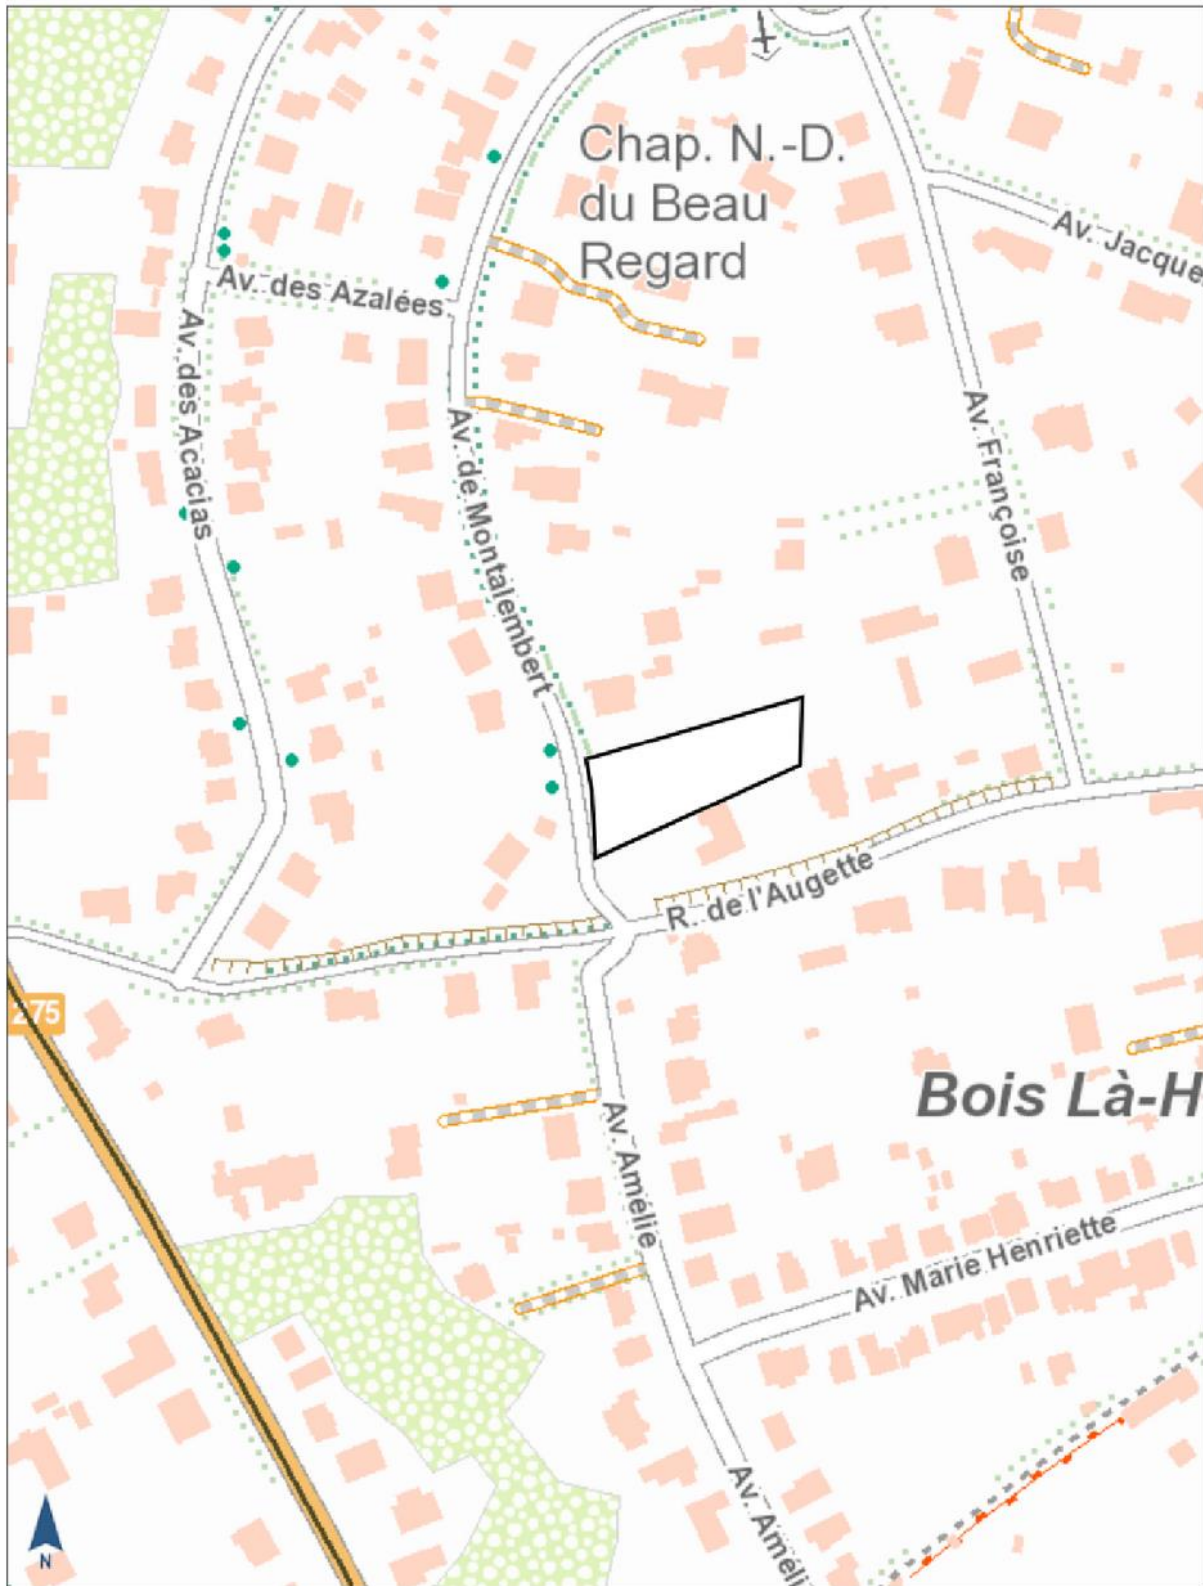 Chap. N.-D.
du Beau
Regard
Av. Jacque
Av. des Azalées
Av. des Acacias
Av. de Montalembert
Av. Françoise
R. de l'Augette
275
Bois Là-H
Av. Amélie
Av. Marie Henriette
Av. Améli
N